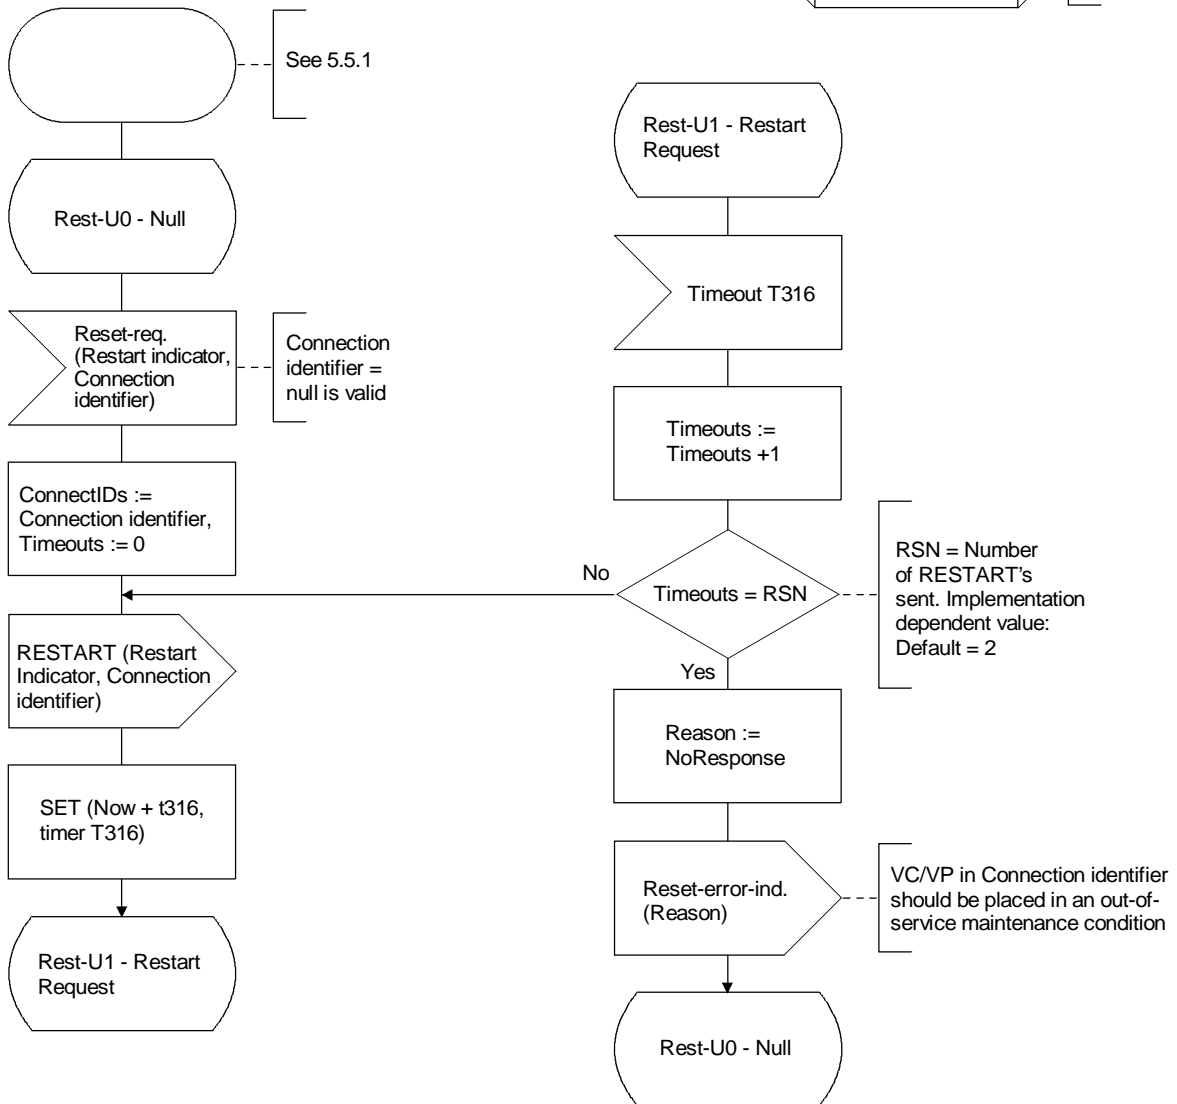 See 5.5.1
Rest-U0 - Null
Reset-req.
(Restart indicator,
Connection
identifier)
Connection
identifier =
null is valid
ConnectIDs :=
Connection identifier,
Timeouts := 0
RESTART (Restart
Indicator, Connection
identifier)
SET (Now + t316,
timer T316)
Rest-U1 - Restart
Request
Rest-U1 - Restart
Request
Timeout T316
Timeouts :=
Timeouts +1
No
Timeouts = RSN
RSN = Number
of RESTART's
sent. Implementation
dependent value:
Default = 2
Yes
Reason :=
NoResponse
Reset-error-ind.
(Reason)
VC/VP in Connection identifier
should be placed in an out-of-
service maintenance condition
Rest-U0 - Null